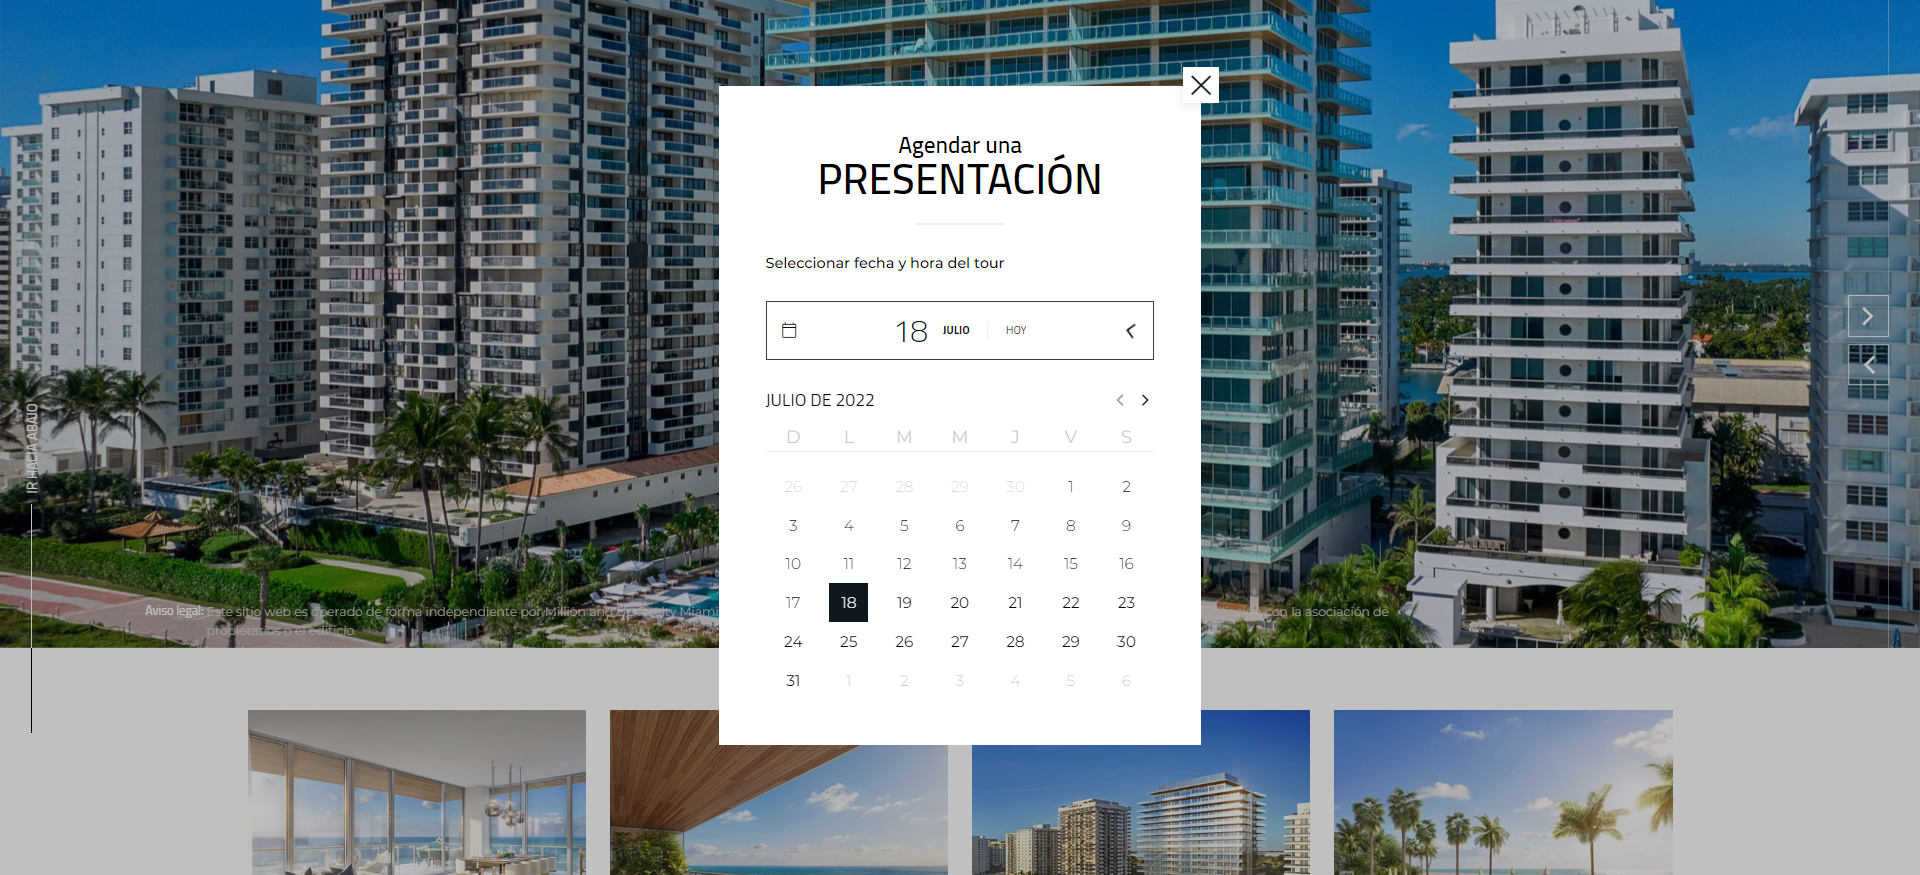 Agendar una
PRESENTACIÓN
Seleccionar fecha y hora del tour
18 JULIO HOY
JULIO DE 2022
D L M M J V S
26 27 28 29 30 1 2
3 4 5 6 7 8 9
10 11 12 13 14 15 16
17 18 19 20 21 22 23
24 25 26 27 28 29 30
31 1 2 3 4 5 6
IR HACIA ABAJO
Aviso legal: Este sitio web es operado de forma independiente por Million and Up Realty Miami con la asociación de
propietarios o el edificio.